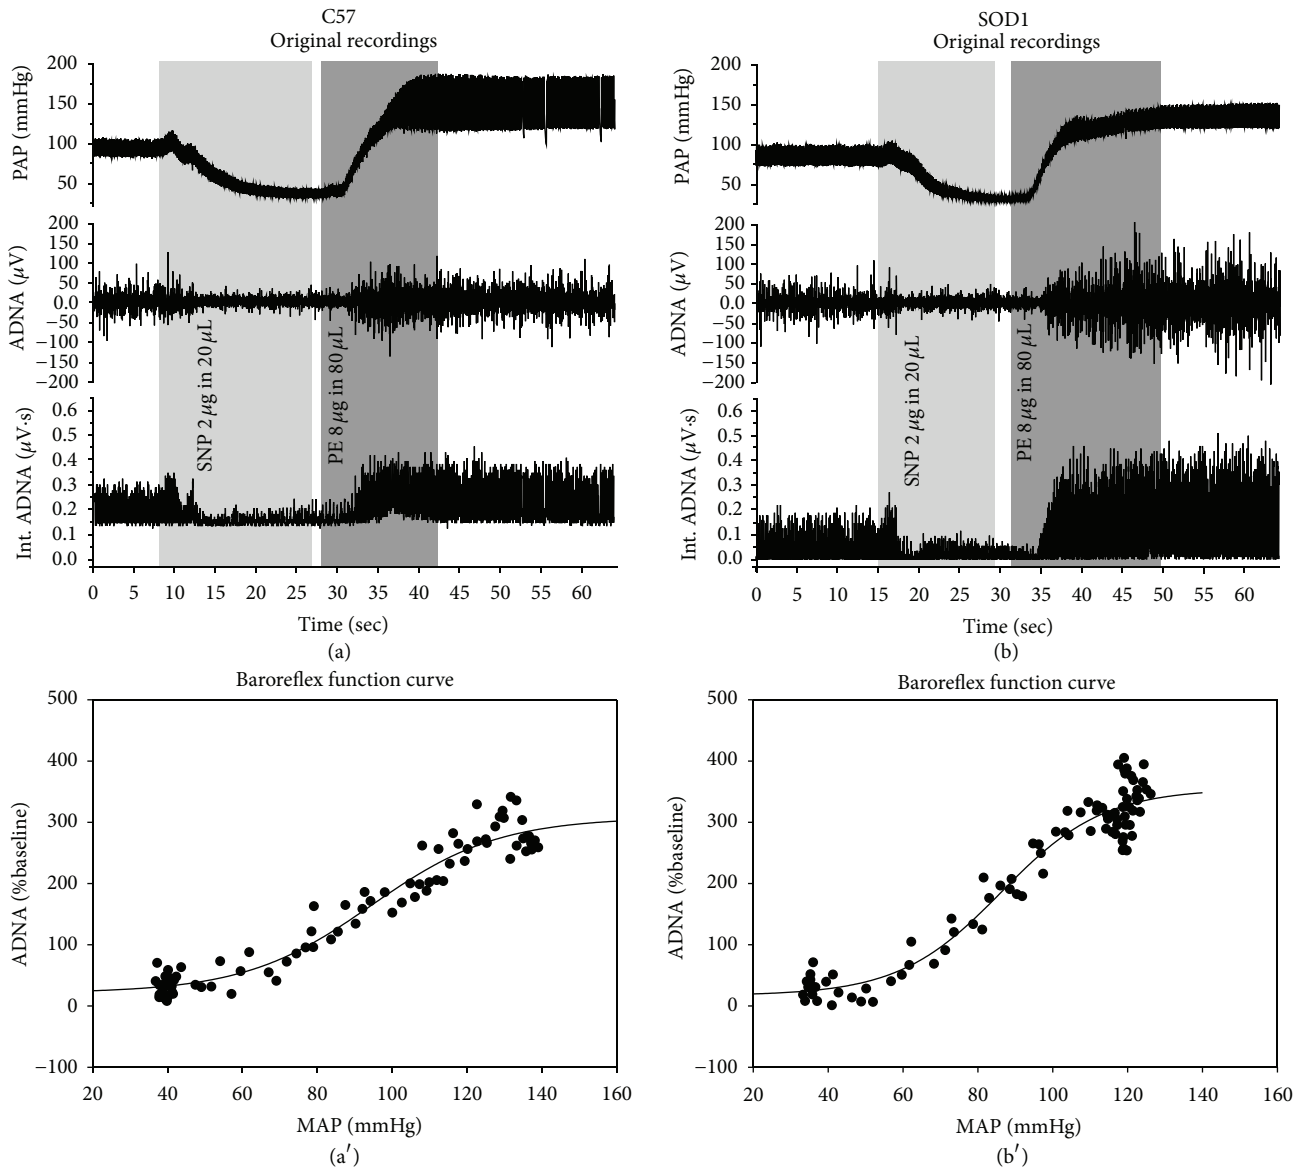 C57
Original recordings
PAP (mmHg)
200
150
100
50
ADNA (μV)
200
150
100
50
0.0
−50
−100
−150
−200
SNP 2 μg in 20 μL
PE 8 μg in 80 μL
Int. ADNA (μV·s)
0.6
0.5
0.4
0.3
0.2
0.1
0.0
0 5 10 15 20 25 30 35 40 45 50 55 60
Time (sec)
(a)
SOD1
Original recordings
PAP (mmHg)
200
150
100
50
ADNA (μV)
200
150
100
50
0.0
−50
−100
−150
−200
SNP 2 μg in 20 μL
PE 8 μg in 80 μL
Int. ADNA (μV·s)
0.6
0.5
0.4
0.3
0.2
0.1
0.0
0 5 10 15 20 25 30 35 40 45 50 55 60
Time (sec)
(b)
Baroreflex function curve
ADNA (%baseline)
500
400
300
200
100
0
−100
20 40 60 80 100 120 140 160
MAP (mmHg)
(a′)
Baroreflex function curve
ADNA (%baseline)
500
400
300
200
100
0
−100
20 40 60 80 100 120 140 160
MAP (mmHg)
(b′)